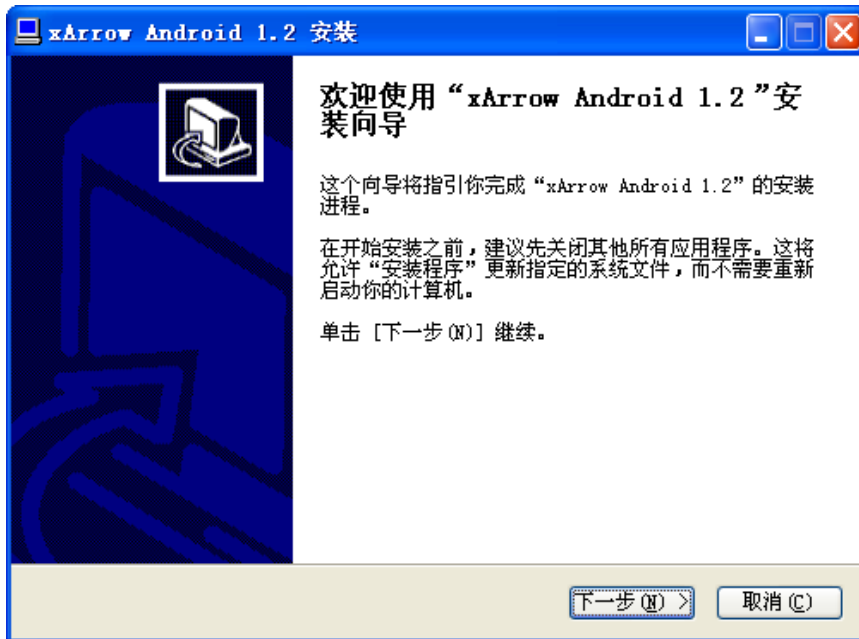 xArrow Android 1.2 安装
欢迎使用“xArrow Android 1.2”安
装向导
这个向导将指引你完成“xArrow Android 1.2”的安装
进程。
在开始安装之前，建议先关闭其他所有应用程序。这将
允许“安装程序”更新指定的系统文件，而不需要重新
启动你的计算机。
单击 [下一步(N)] 继续。
下一步(N) >
取消(C)